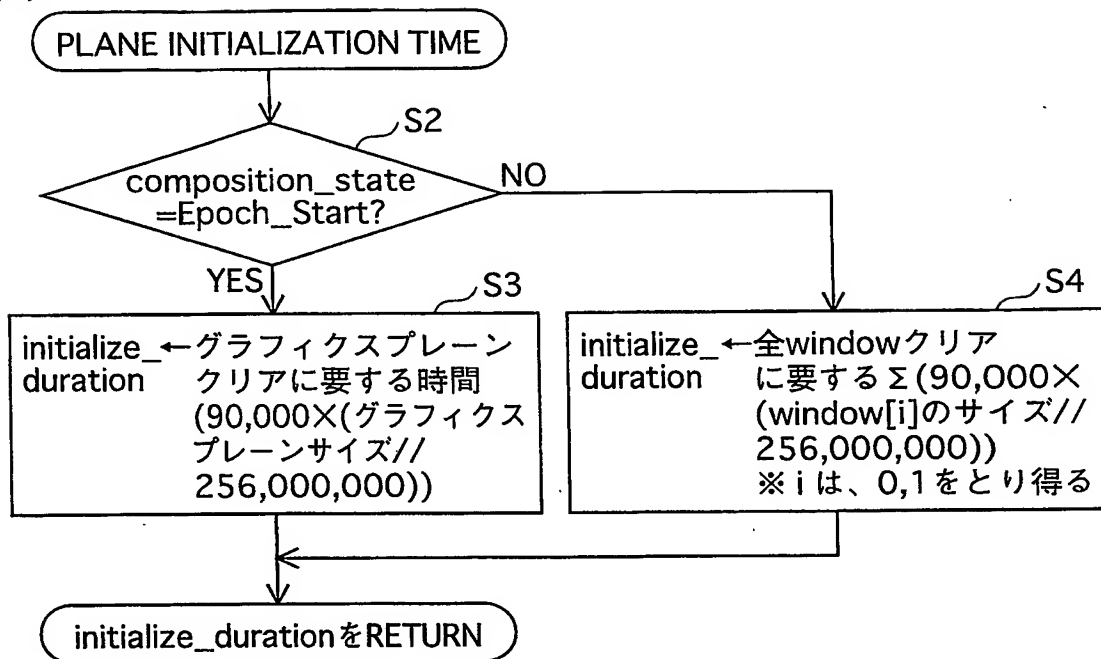 PLANE INITIALIZATION TIME
S2
composition_state
=Epoch_Start?
NO
YES
S3
initialize_←グラフィクスプレーン
duration クリアに要する時間
(90,000×(グラフィクス
プレーンサイズ//
256,000,000))
S4
initialize_←全windowクリア
duration に要するΣ(90,000×
(window[i]のサイズ//
256,000,000))
※iは、0,1をとり得る
initialize_durationをRETURN